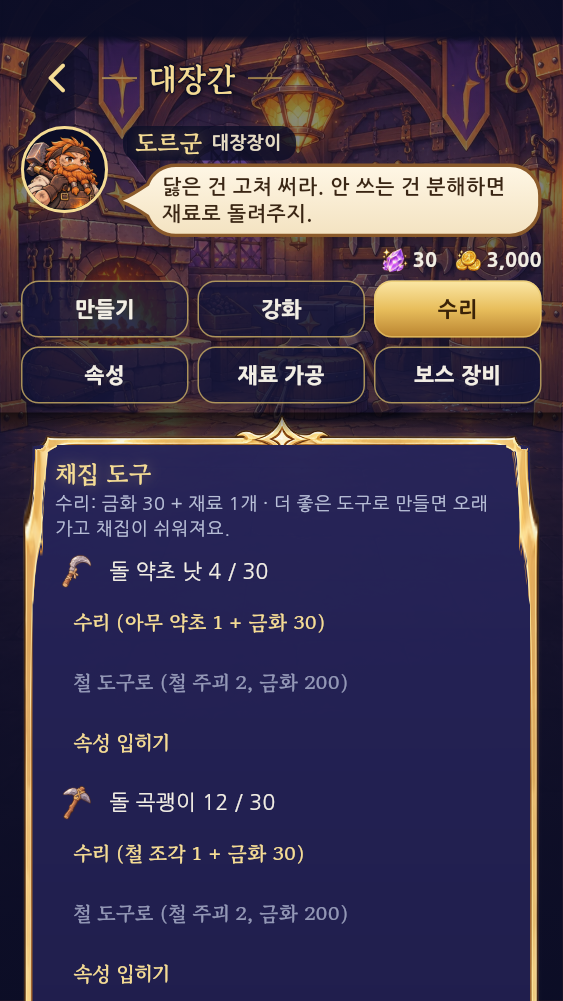 대장간
도르군 대장장이
닳은 건 고쳐 써라. 안 쓰는 건 분해하면
재료로 돌려주지.
30 3,000
만들기 강화 수리
속성 재료 가공 보스 장비
채집 도구
수리: 금화 30 + 재료 1개 · 더 좋은 도구로 만들면 오래
가고 채집이 쉬워져요.
돌 약초 낫 4 / 30
수리 (아무 약초 1 + 금화 30)
철 도구로 (철 주괴 2, 금화 200)
속성 입히기
돌 곡괭이 12 / 30
수리 (철 조각 1 + 금화 30)
철 도구로 (철 주괴 2, 금화 200)
속성 입히기